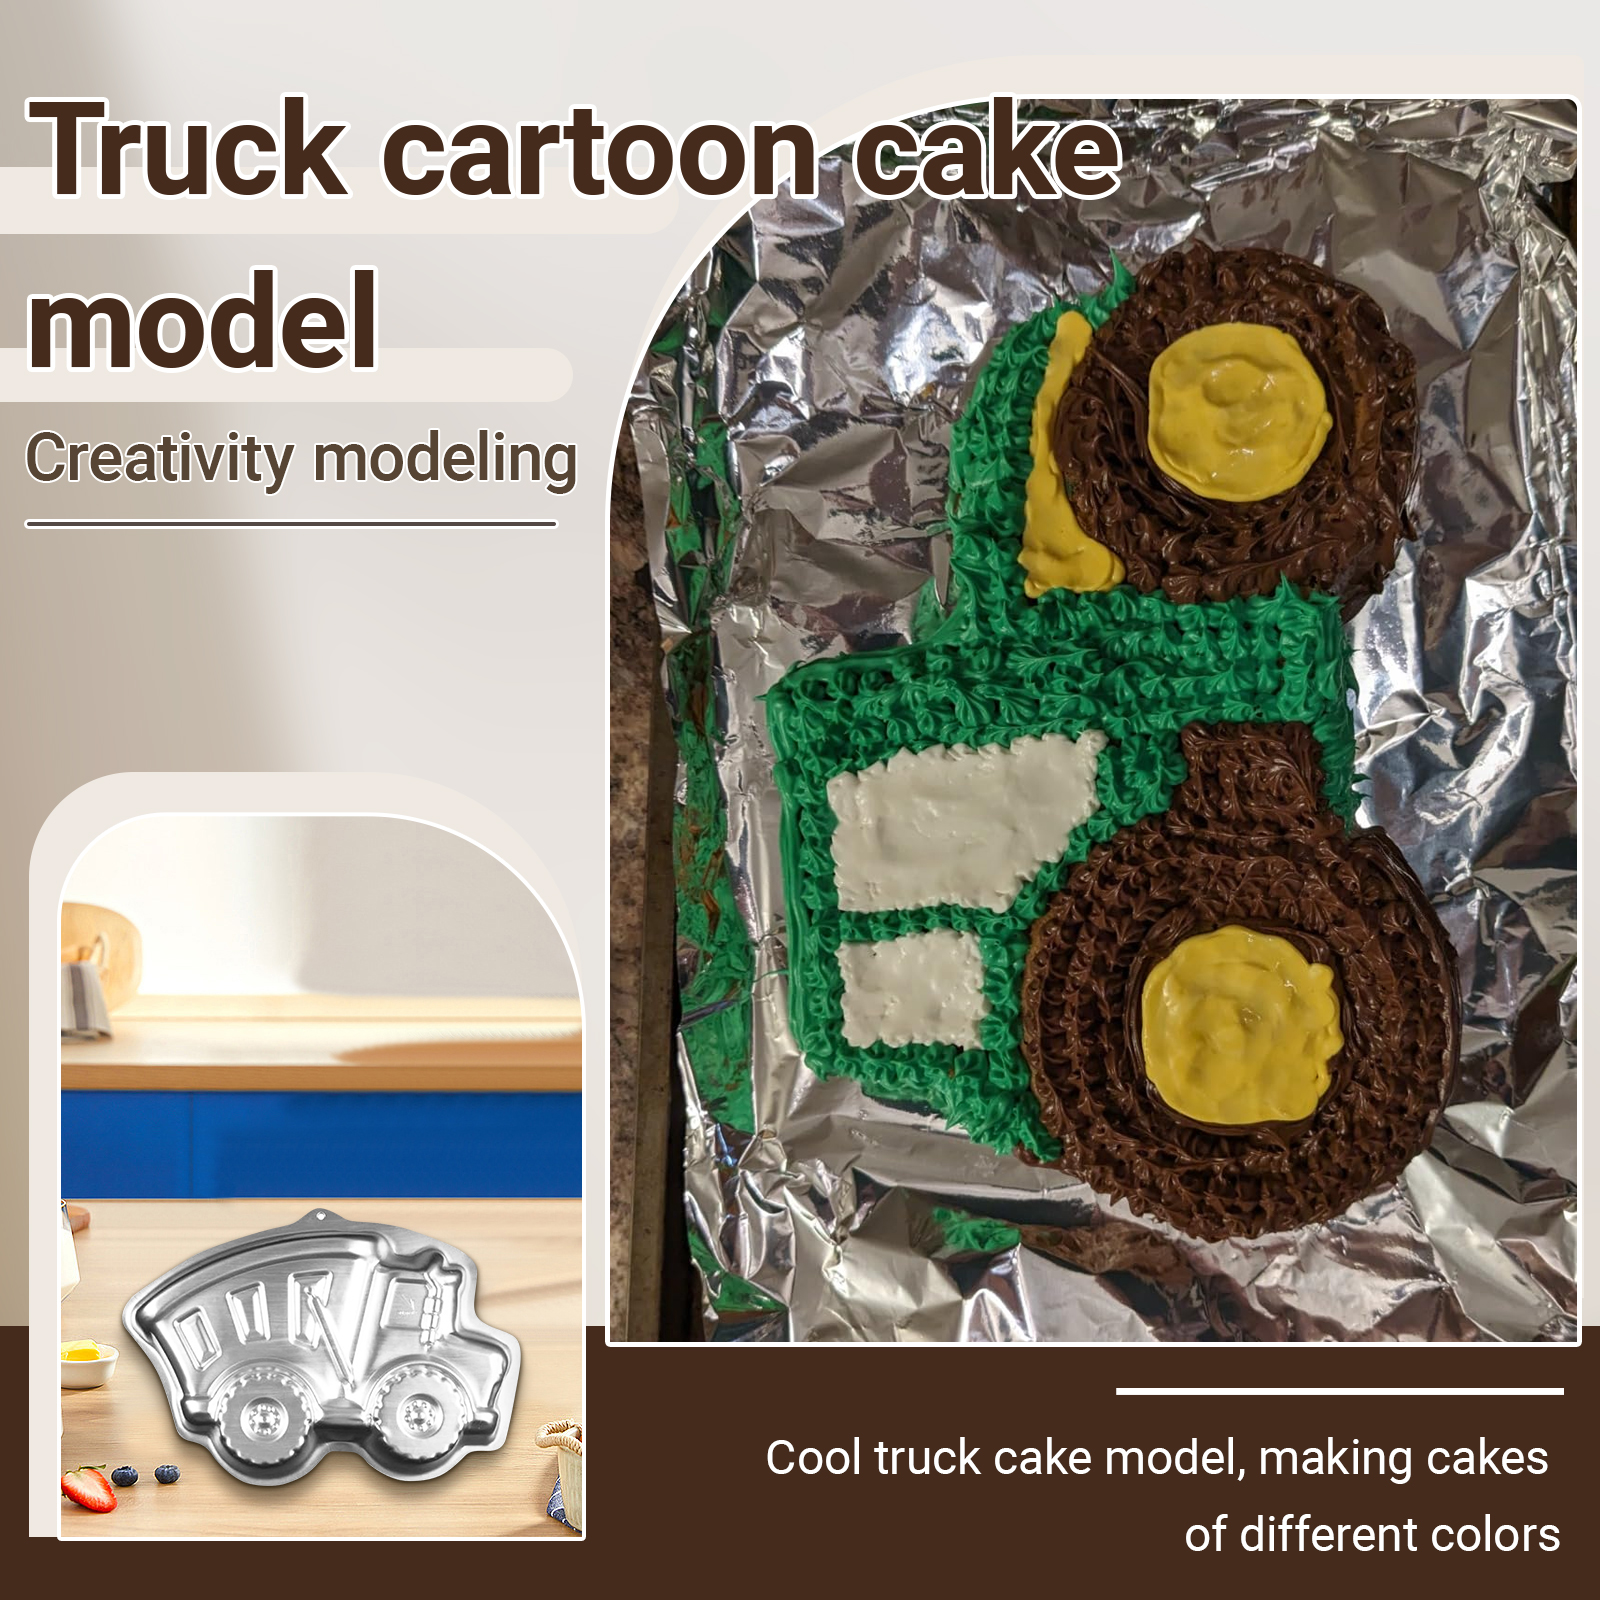 Truck cartoon cake
model
Creativity modeling
Cool truck cake model, making cakes
of different colors